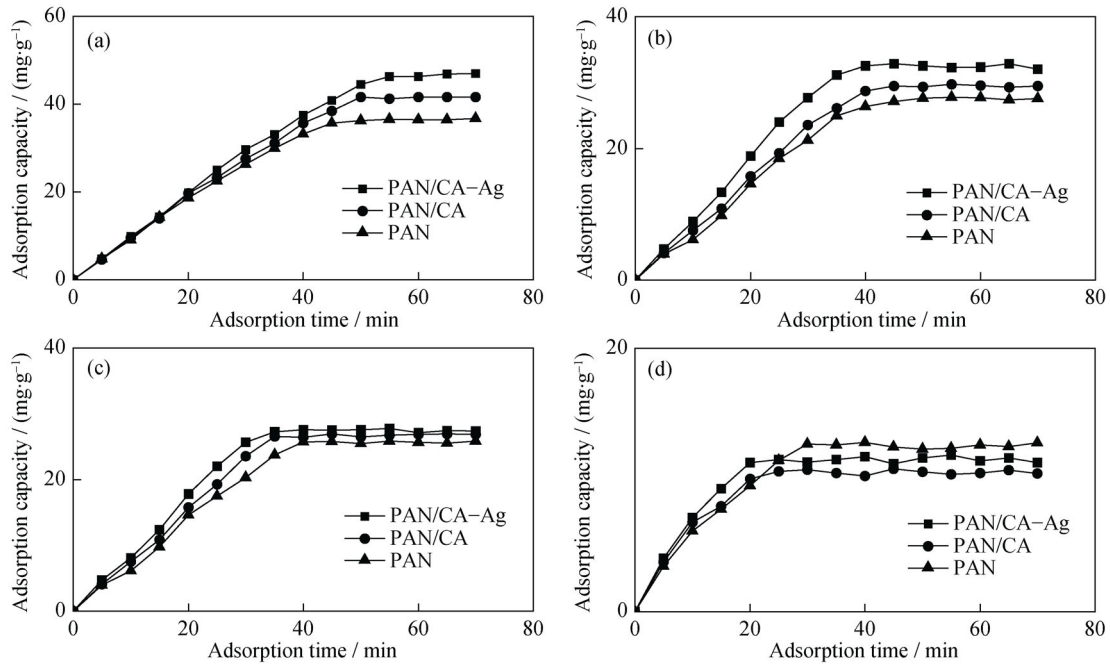 (a)
Adsorption capacity / (mg·g⁻¹)
60
40
20
0
PAN/CA−Ag
PAN/CA
PAN
0 20 40 60 80
Adsorption time / min
(b)
Adsorption capacity / (mg·g⁻¹)
40
20
0
PAN/CA−Ag
PAN/CA
PAN
0 20 40 60 80
Adsorption time / min
(c)
Adsorption capacity / (mg·g⁻¹)
40
20
0
PAN/CA−Ag
PAN/CA
PAN
0 20 40 60 80
Adsorption time / min
(d)
Adsorption capacity / (mg·g⁻¹)
20
0
PAN/CA−Ag
PAN/CA
PAN
0 20 40 60 80
Adsorption time / min